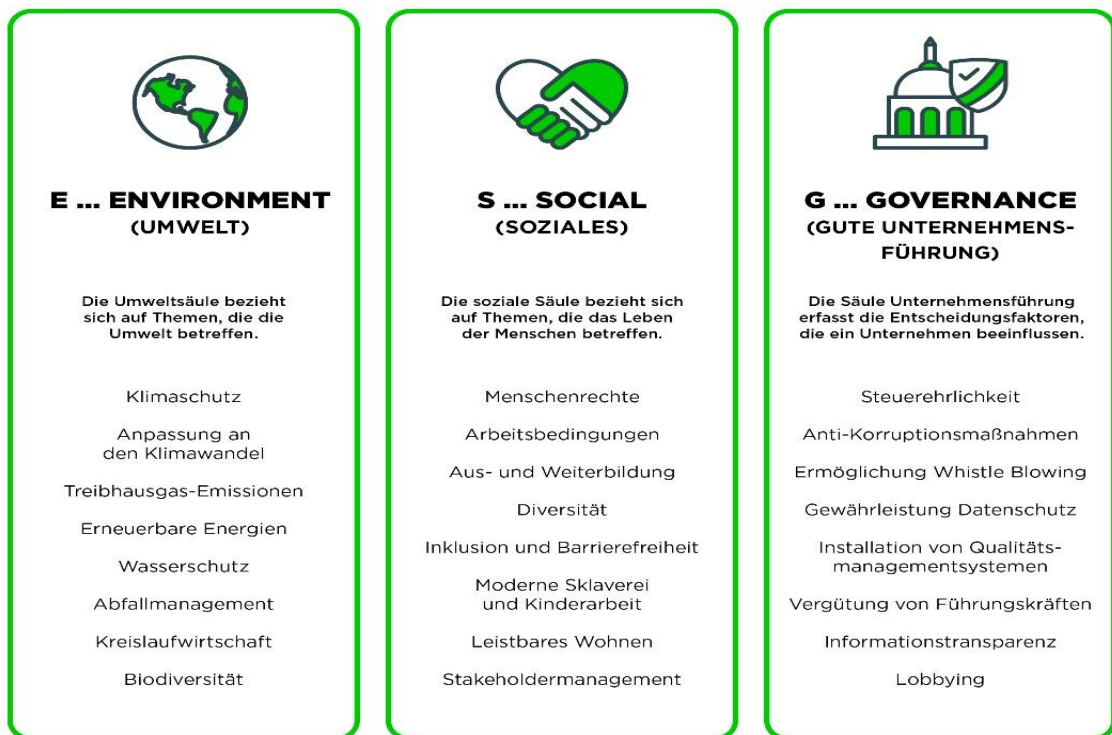 E ... ENVIRONMENT
(UMWELT)
Die Umweltsäule bezieht
sich auf Themen, die die
Umwelt betreffen.
Klimaschutz
Anpassung an
den Klimawandel
Treibhausgas-Emissionen
Erneuerbare Energien
Wasserschutz
Abfallmanagement
Kreislaufwirtschaft
Biodiversität
S ... SOCIAL
(SOZIALES)
Die soziale Säule bezieht sich
auf Themen, die das Leben
der Menschen betreffen.
Menschenrechte
Arbeitsbedingungen
Aus- und Weiterbildung
Diversität
Inklusion und Barrierefreiheit
Moderne Sklaverei
und Kinderarbeit
Leistbares Wohnen
Stakeholdermanagement
G ... GOVERNANCE
(GUTE UNTERNEHMENS-
FÜHRUNG)
Die Säule Unternehmensführung
erfasst die Entscheidungsfaktoren,
die ein Unternehmen beeinflussen.
Steuerehrlichkeit
Anti-Korruptionsmaßnahmen
Ermöglichung Whistle Blowing
Gewährleistung Datenschutz
Installation von Qualitäts-
managementsystemen
Vergütung von Führungskräften
Informationstransparenz
Lobbying